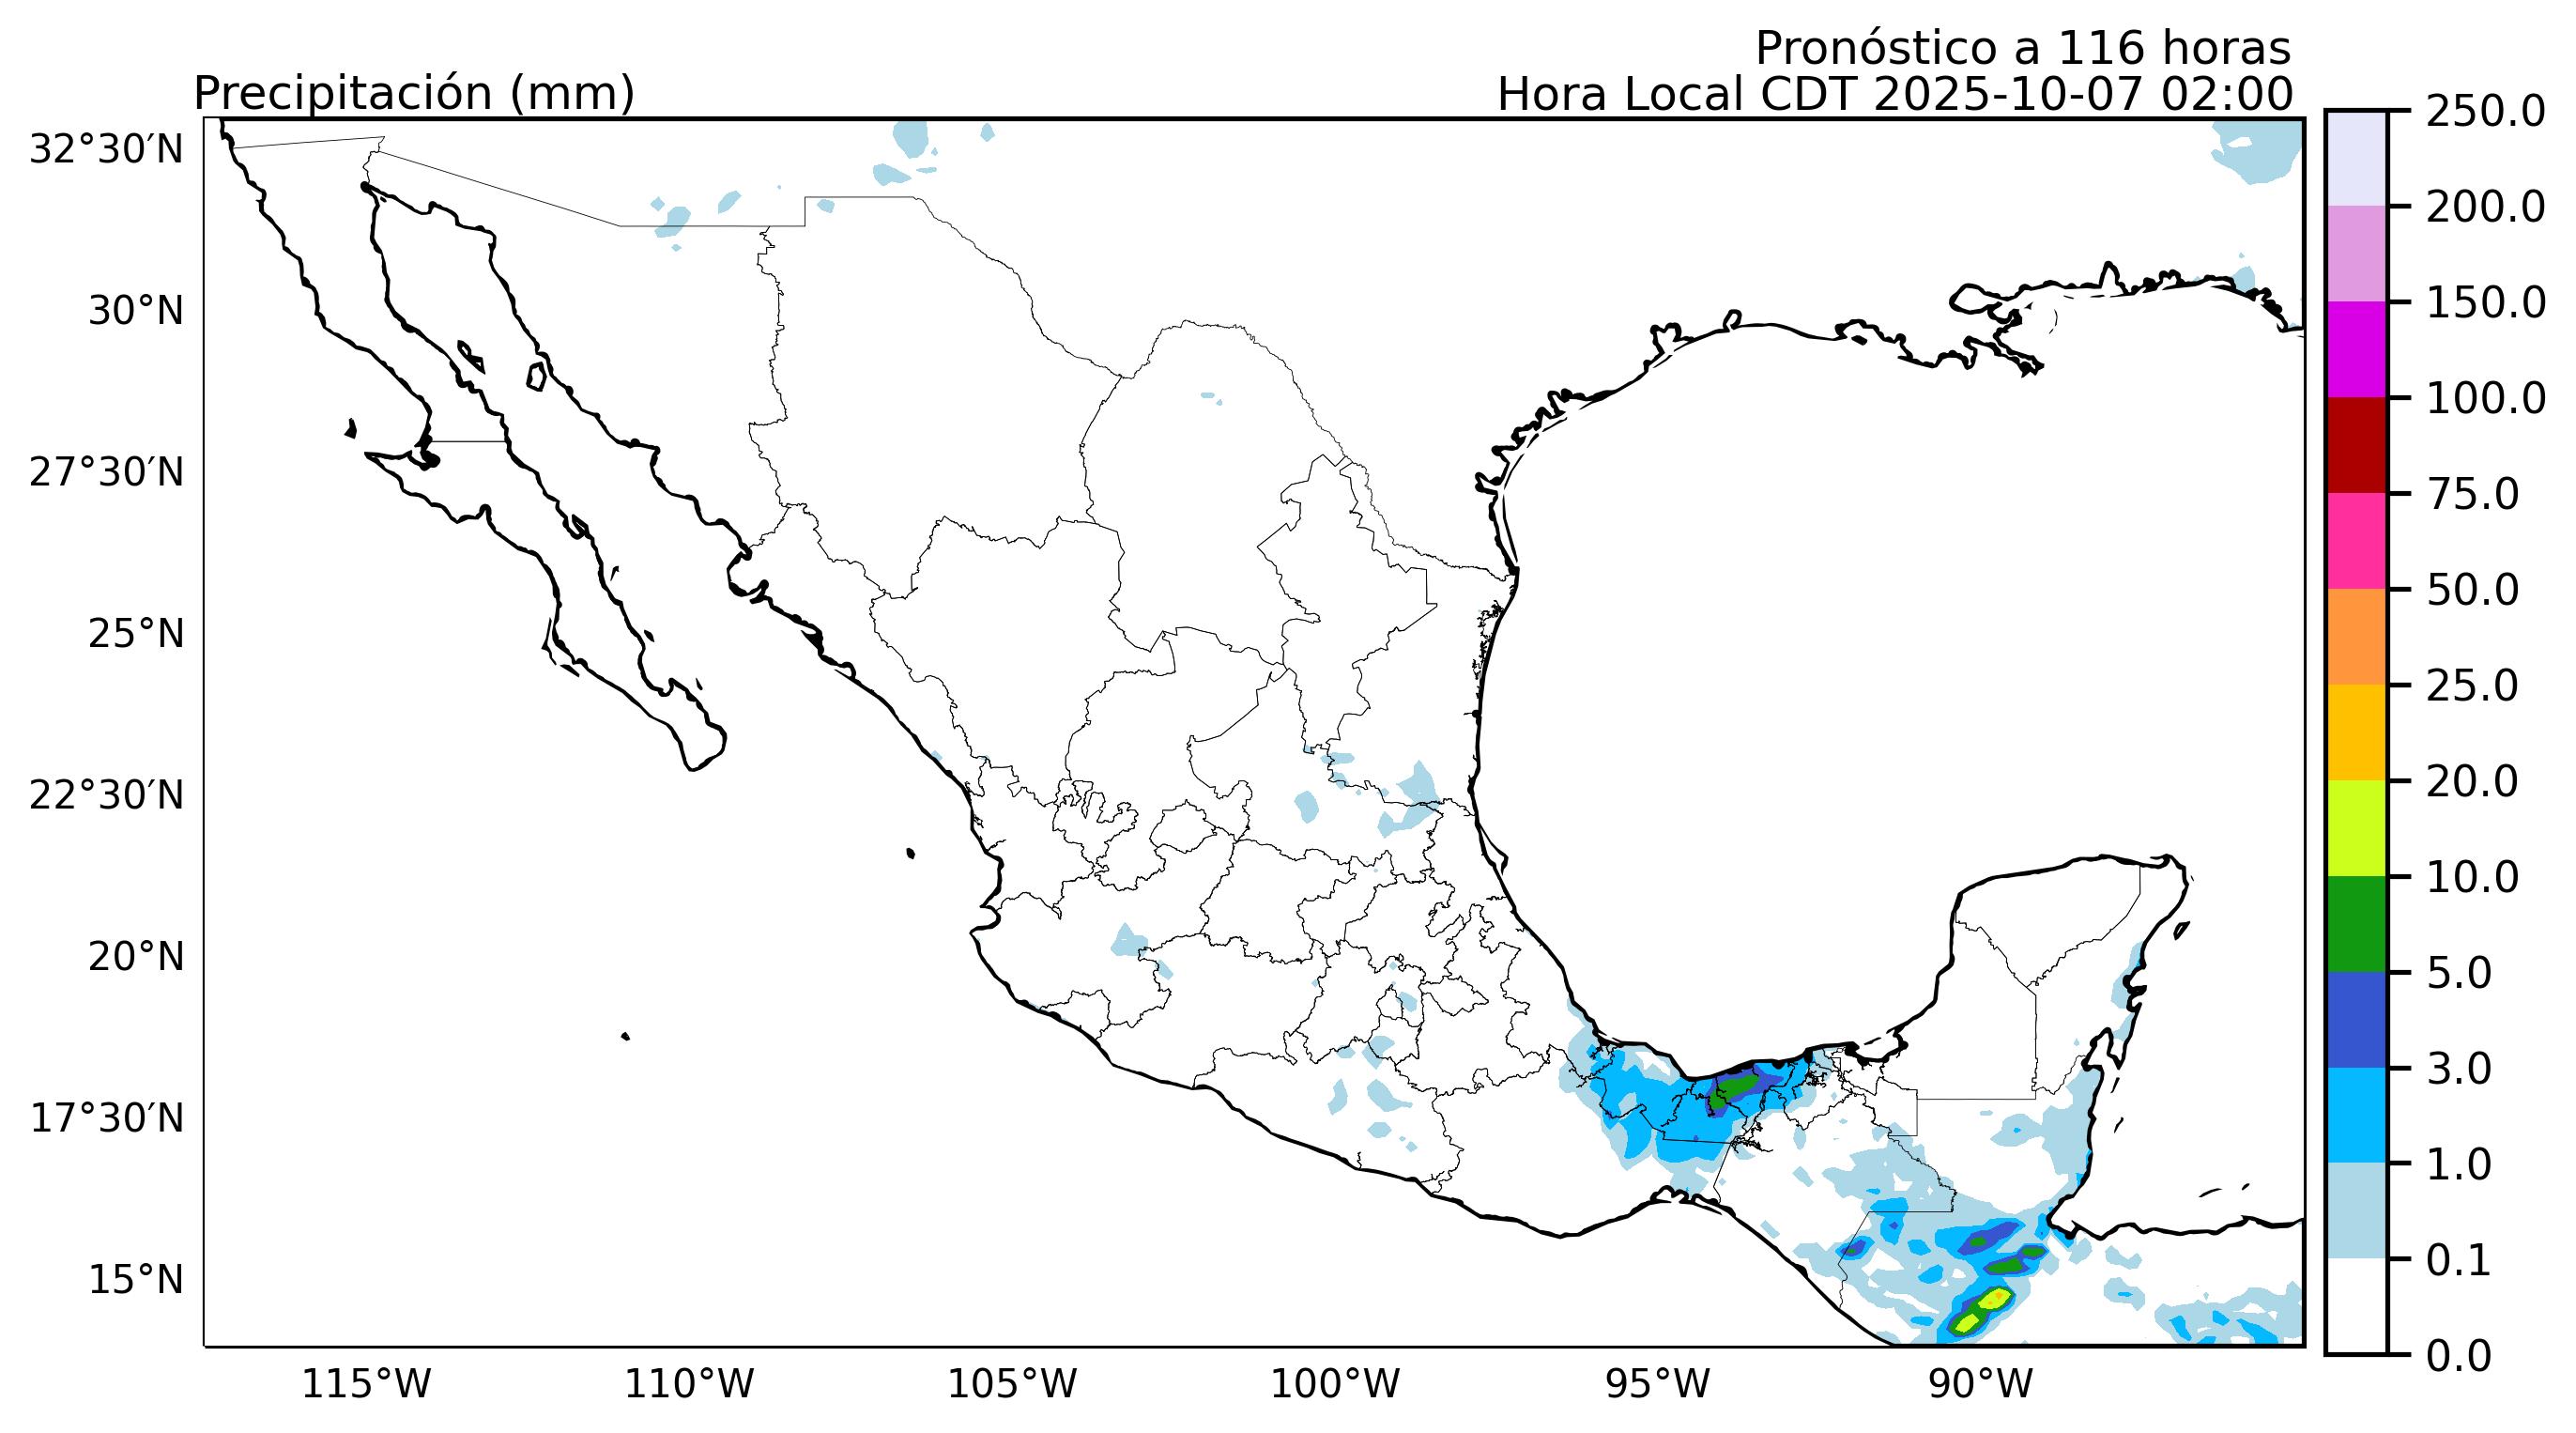 Pronóstico a 116 horas
Precipitación (mm)
Hora Local CDT 2025-10-07 02:00
32°30′N
30°N
27°30′N
25°N
22°30′N
20°N
17°30′N
15°N
115°W
110°W
105°W
100°W
95°W
90°W
250.0
200.0
150.0
100.0
75.0
50.0
25.0
20.0
10.0
5.0
3.0
1.0
0.1
0.0